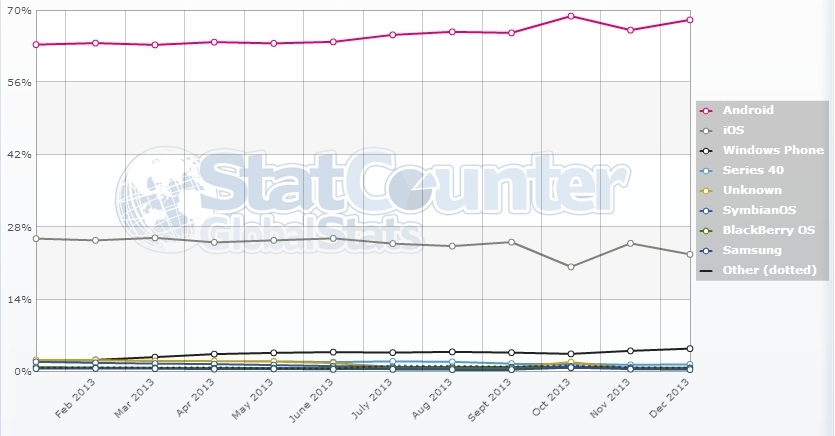 70%
56%
42%
28%
14%
0%
StatCounter
GlobalStats
Android
iOS
Windows Phone
Series 40
Unknown
SymbianOS
BlackBerry OS
Samsung
Other (dotted)
Feb 2013
Mar 2013
Apr 2013
May 2013
June 2013
July 2013
Aug 2013
Sept 2013
Oct 2013
Nov 2013
Dec 2013